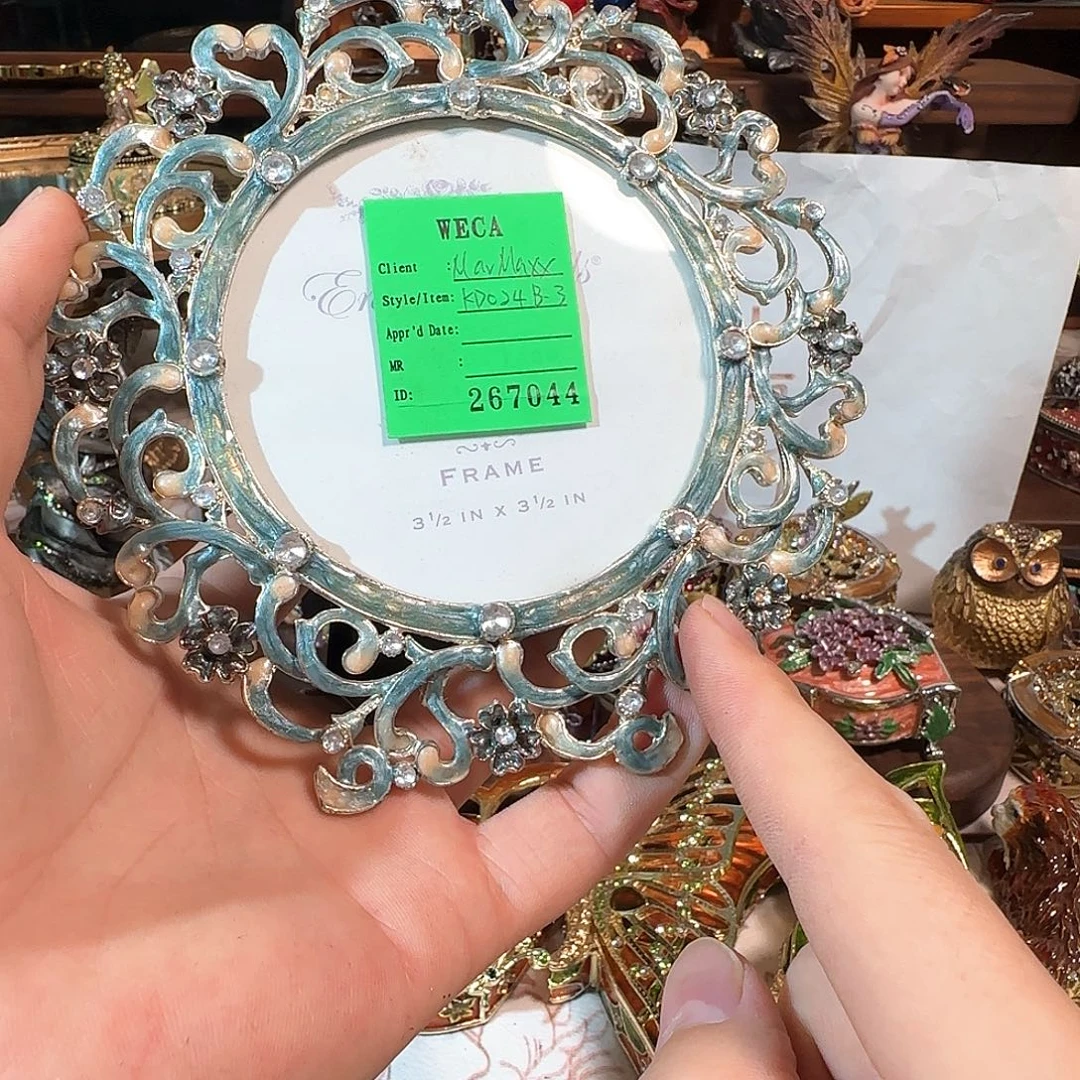 WECA
Client :MavMaxx
Style/Item: KD024B-3
Appr'd Date:
MR :
ID: 267044
FRAME
3 1/2 IN X 3 1/2 IN